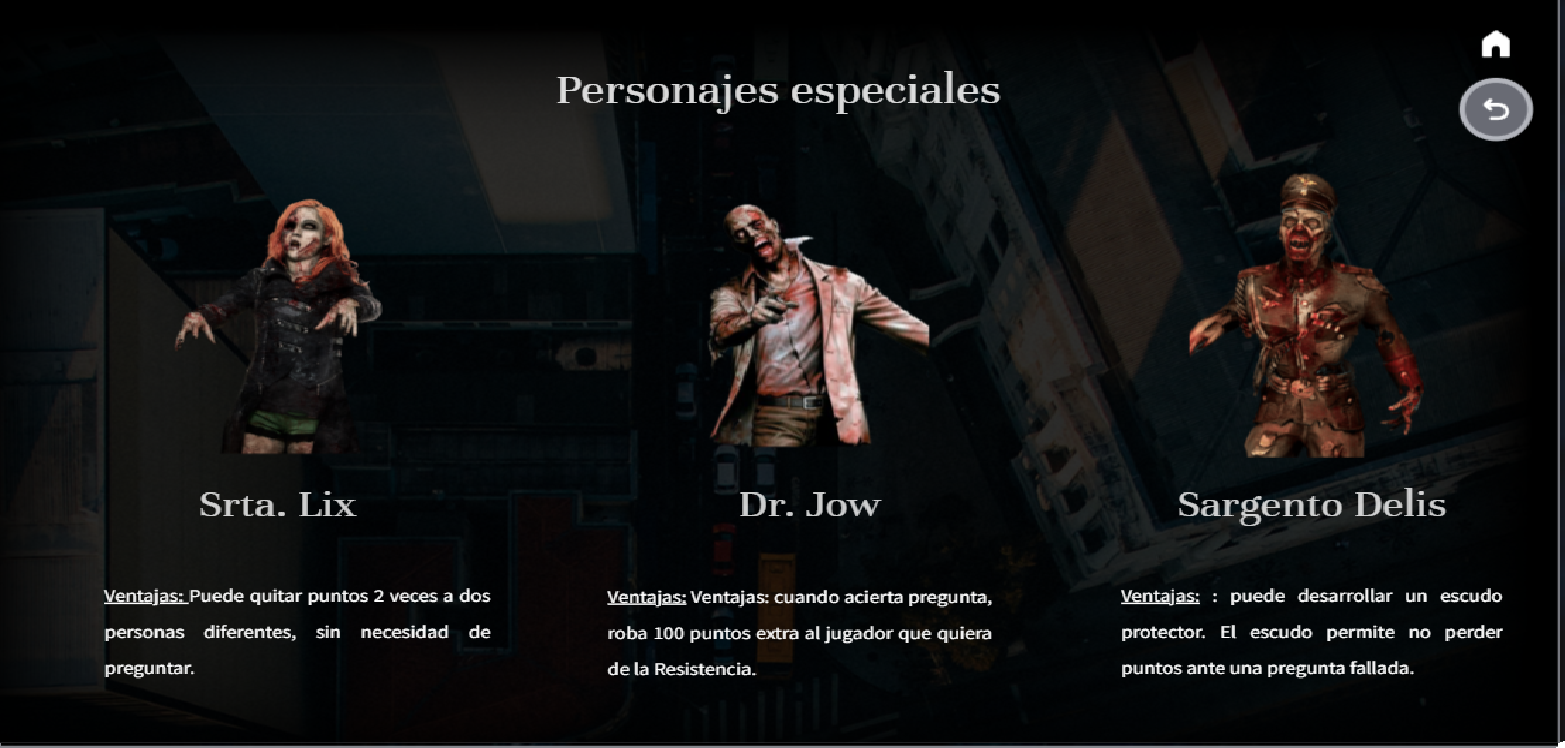 Personajes especiales
Srta. Lix
Dr. Jow
Sargento Delis
Ventajas: Puede quitar puntos 2 veces a dos
personas diferentes, sin necesidad de
preguntar.
Ventajas: Ventajas: cuando acierta pregunta,
roba 100 puntos extra al jugador que quiera
de la Resistencia.
Ventajas: : puede desarrollar un escudo
protector. El escudo permite no perder
puntos ante una pregunta fallada.